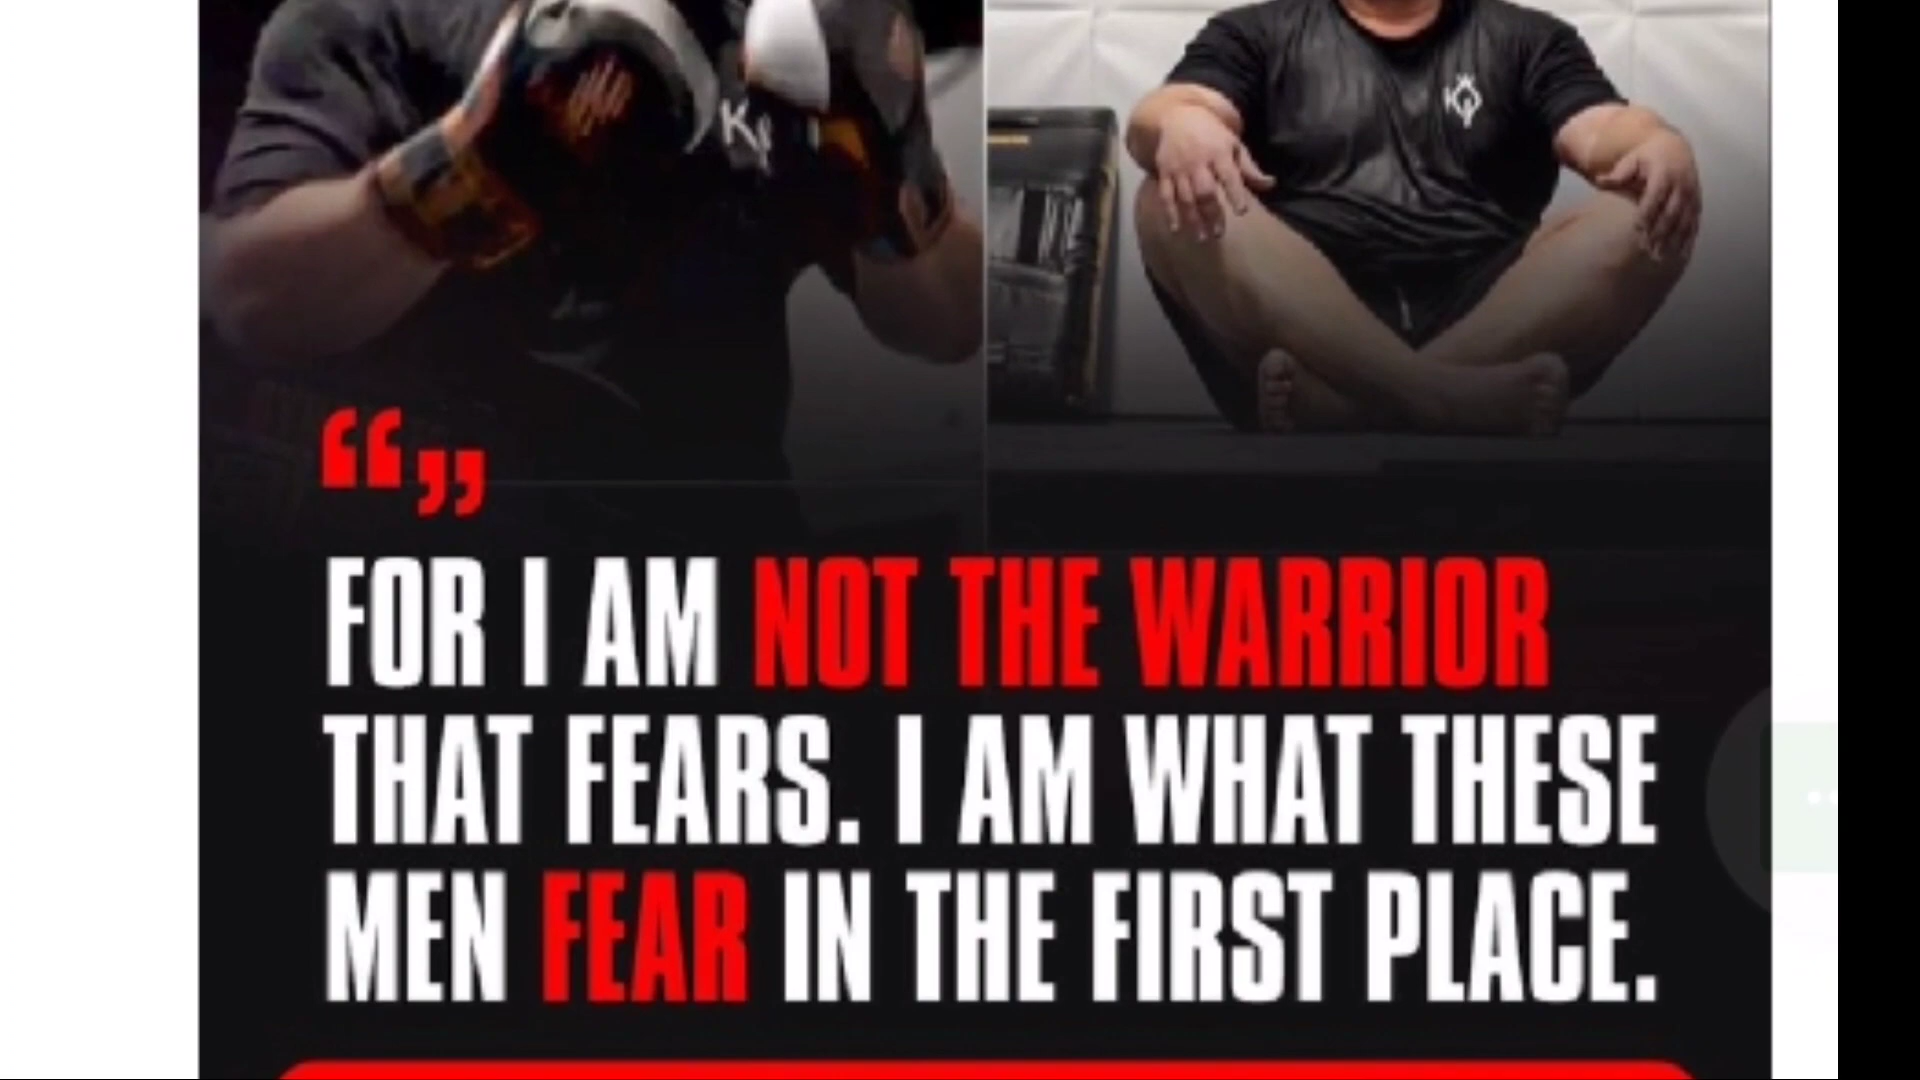 “„
FOR I AM NOT THE WARRIOR
THAT FEARS. I AM WHAT THESE
MEN FEAR IN THE FIRST PLACE.